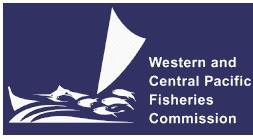 Western and
Central Pacific
Fisheries
Commission